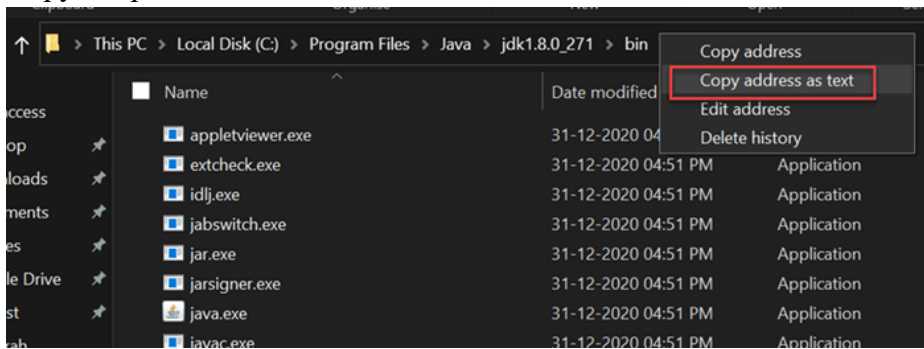 This PC > Local Disk (C:) > Program Files > Java > jdk1.8.0_271 > bin
Copy address
Copy address as text
Edit address
Delete history
Name
Date modified
appletviewer.exe 31-12-2020 04
extcheck.exe 31-12-2020 04:51 PM Application
idlj.exe 31-12-2020 04:51 PM Application
jabswitch.exe 31-12-2020 04:51 PM Application
jar.exe 31-12-2020 04:51 PM Application
jarsigner.exe 31-12-2020 04:51 PM Application
java.exe 31-12-2020 04:51 PM Application
javac.exe 31-12-2020 04:51 PM Application
ccess
op
nloads
ments
es
le Drive
st
rah